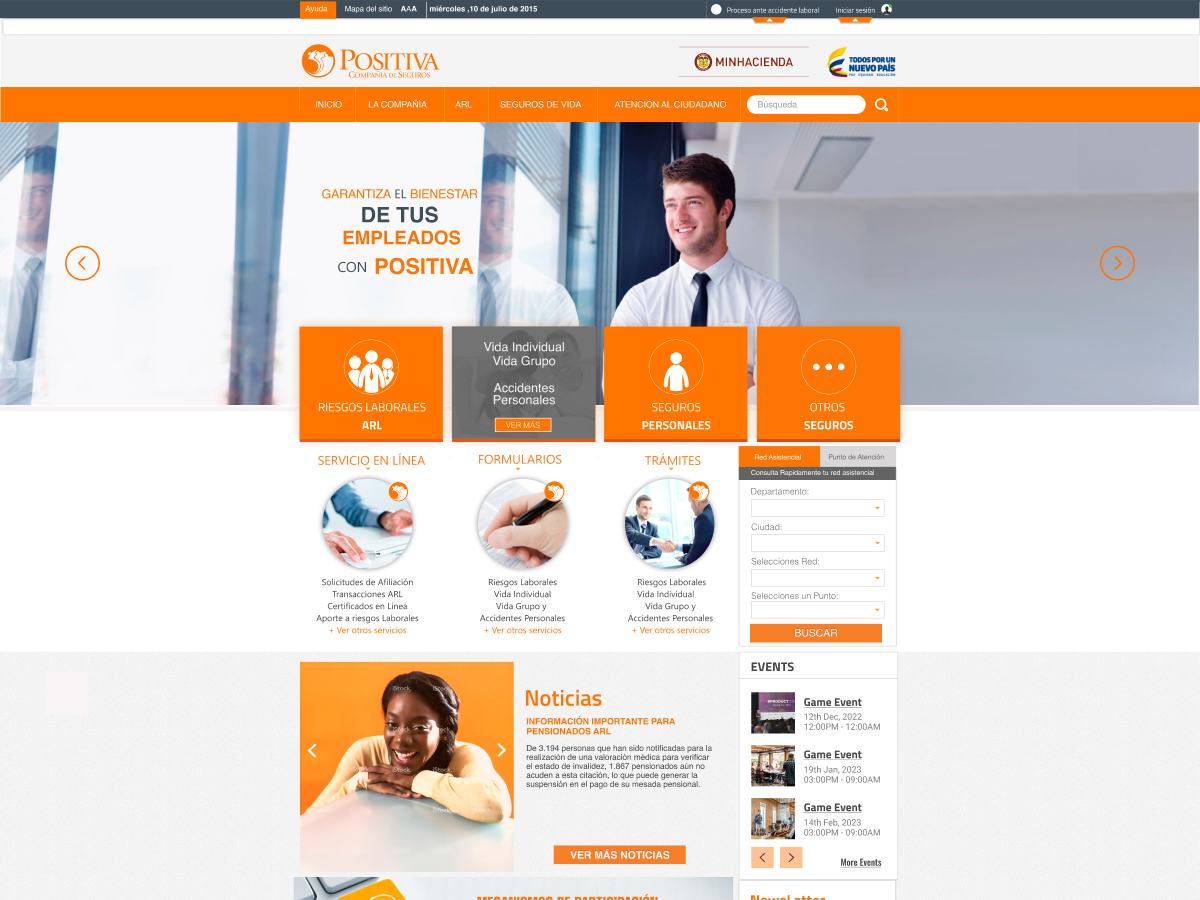 Ayuda
Mapa del sitio
AAA
miércoles ,10 de julio de 2015
Proceso ante accidente laboral
Iniciar sesión
POSITIVA
COMPAÑÍA DE SEGUROS
MINHACIENDA
TODOS POR UN
NUEVO PAÍS
PAZ EQUIDAD EDUCACIÓN
INICIO
LA COMPAÑÍA
ARL
SEGUROS DE VIDA
ATENCIÓN AL CIUDADANO
Búsqueda
GARANTIZA EL BIENESTAR
DE TUS
EMPLEADOS
CON POSITIVA
RIESGOS LABORALES
ARL
Vida Individual
Vida Grupo
Accidentes
Personales
VER MÁS
SEGUROS
PERSONALES
OTROS
SEGUROS
SERVICIO EN LÍNEA
Solicitudes de Afiliación
Transacciones ARL
Certificados en Línea
Aporte a riesgos Laborales
+ Ver otros servicios
FORMULARIOS
Riesgos Laborales
Vida Individual
Vida Grupo y
Accidentes Personales
+ Ver otros servicios
TRÁMITES
Riesgos Laborales
Vida Individual
Vida Grupo y
Accidentes Personales
+ Ver otros servicios
Red Asistencial
Punto de Atención
Consulta Rapidamente tu red asistencial
Departamento:
Ciudad:
Selecciones Red:
Selecciones un Punto:
BUSCAR
iStock
iStock
iStock
iStock
iStock
iStock
iStock
Noticias
INFORMACIÓN IMPORTANTE PARA
PENSIONADOS ARL
De 3.194 personas que han sido notificadas para la
realización de una valoración médica para verificar
el estado de invalidez, 1.867 pensionados aún no
acuden a esta citación, lo que puede generar la
suspensión en el pago de su mesada pensional.
VER MÁS NOTICIAS
EVENTS
#PRODUCT
Game Event
12th Dec, 2022
12:00PM - 12:00AM
Game Event
19th Jan, 2023
03:00PM - 09:00AM
Game Event
14th Feb, 2023
03:00PM - 09:00AM
More Events
MECANISMOS DE PARTICIPACIÓN
NewsLetter